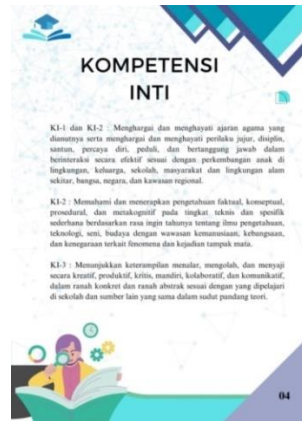 KOMPETENSI
INTI
KI-1 dan KI-2 : Menghargai dan menghayati ajaran agama yang
dianutnya serta menghargai dan menghayati perilaku jujur, disiplin,
santun, percaya diri, peduli, dan bertanggung jawab dalam
berinteraksi secara efektif sesuai dengan perkembangan anak di
lingkungan, keluarga, sekolah, masyarakat dan lingkungan alam
sekitar, bangsa, negara, dan kawasan regional.
KI-2 : Memahami dan menerapkan pengetahuan faktual, konseptual,
prosedural, dan metakognitif pada tingkat teknis dan spesifik
sederhana berdasarkan rasa ingin tahunya tentang ilmu pengetahuan,
teknologi, seni, budaya dengan wawasan kemanusiaan, kebangsaan,
dan kenegaraan terkait fenomena dan kejadian tampak mata.
KI-3 : Menunjukkan keterampilan menalar, mengolah, dan menyaji
secara kreatif, produktif, kritis, mandiri, kolaboratif, dan komunikatif,
dalam ranah konkret dan ranah abstrak sesuai dengan yang dipelajari
di sekolah dan sumber lain yang sama dalam sudut pandang teori.
04